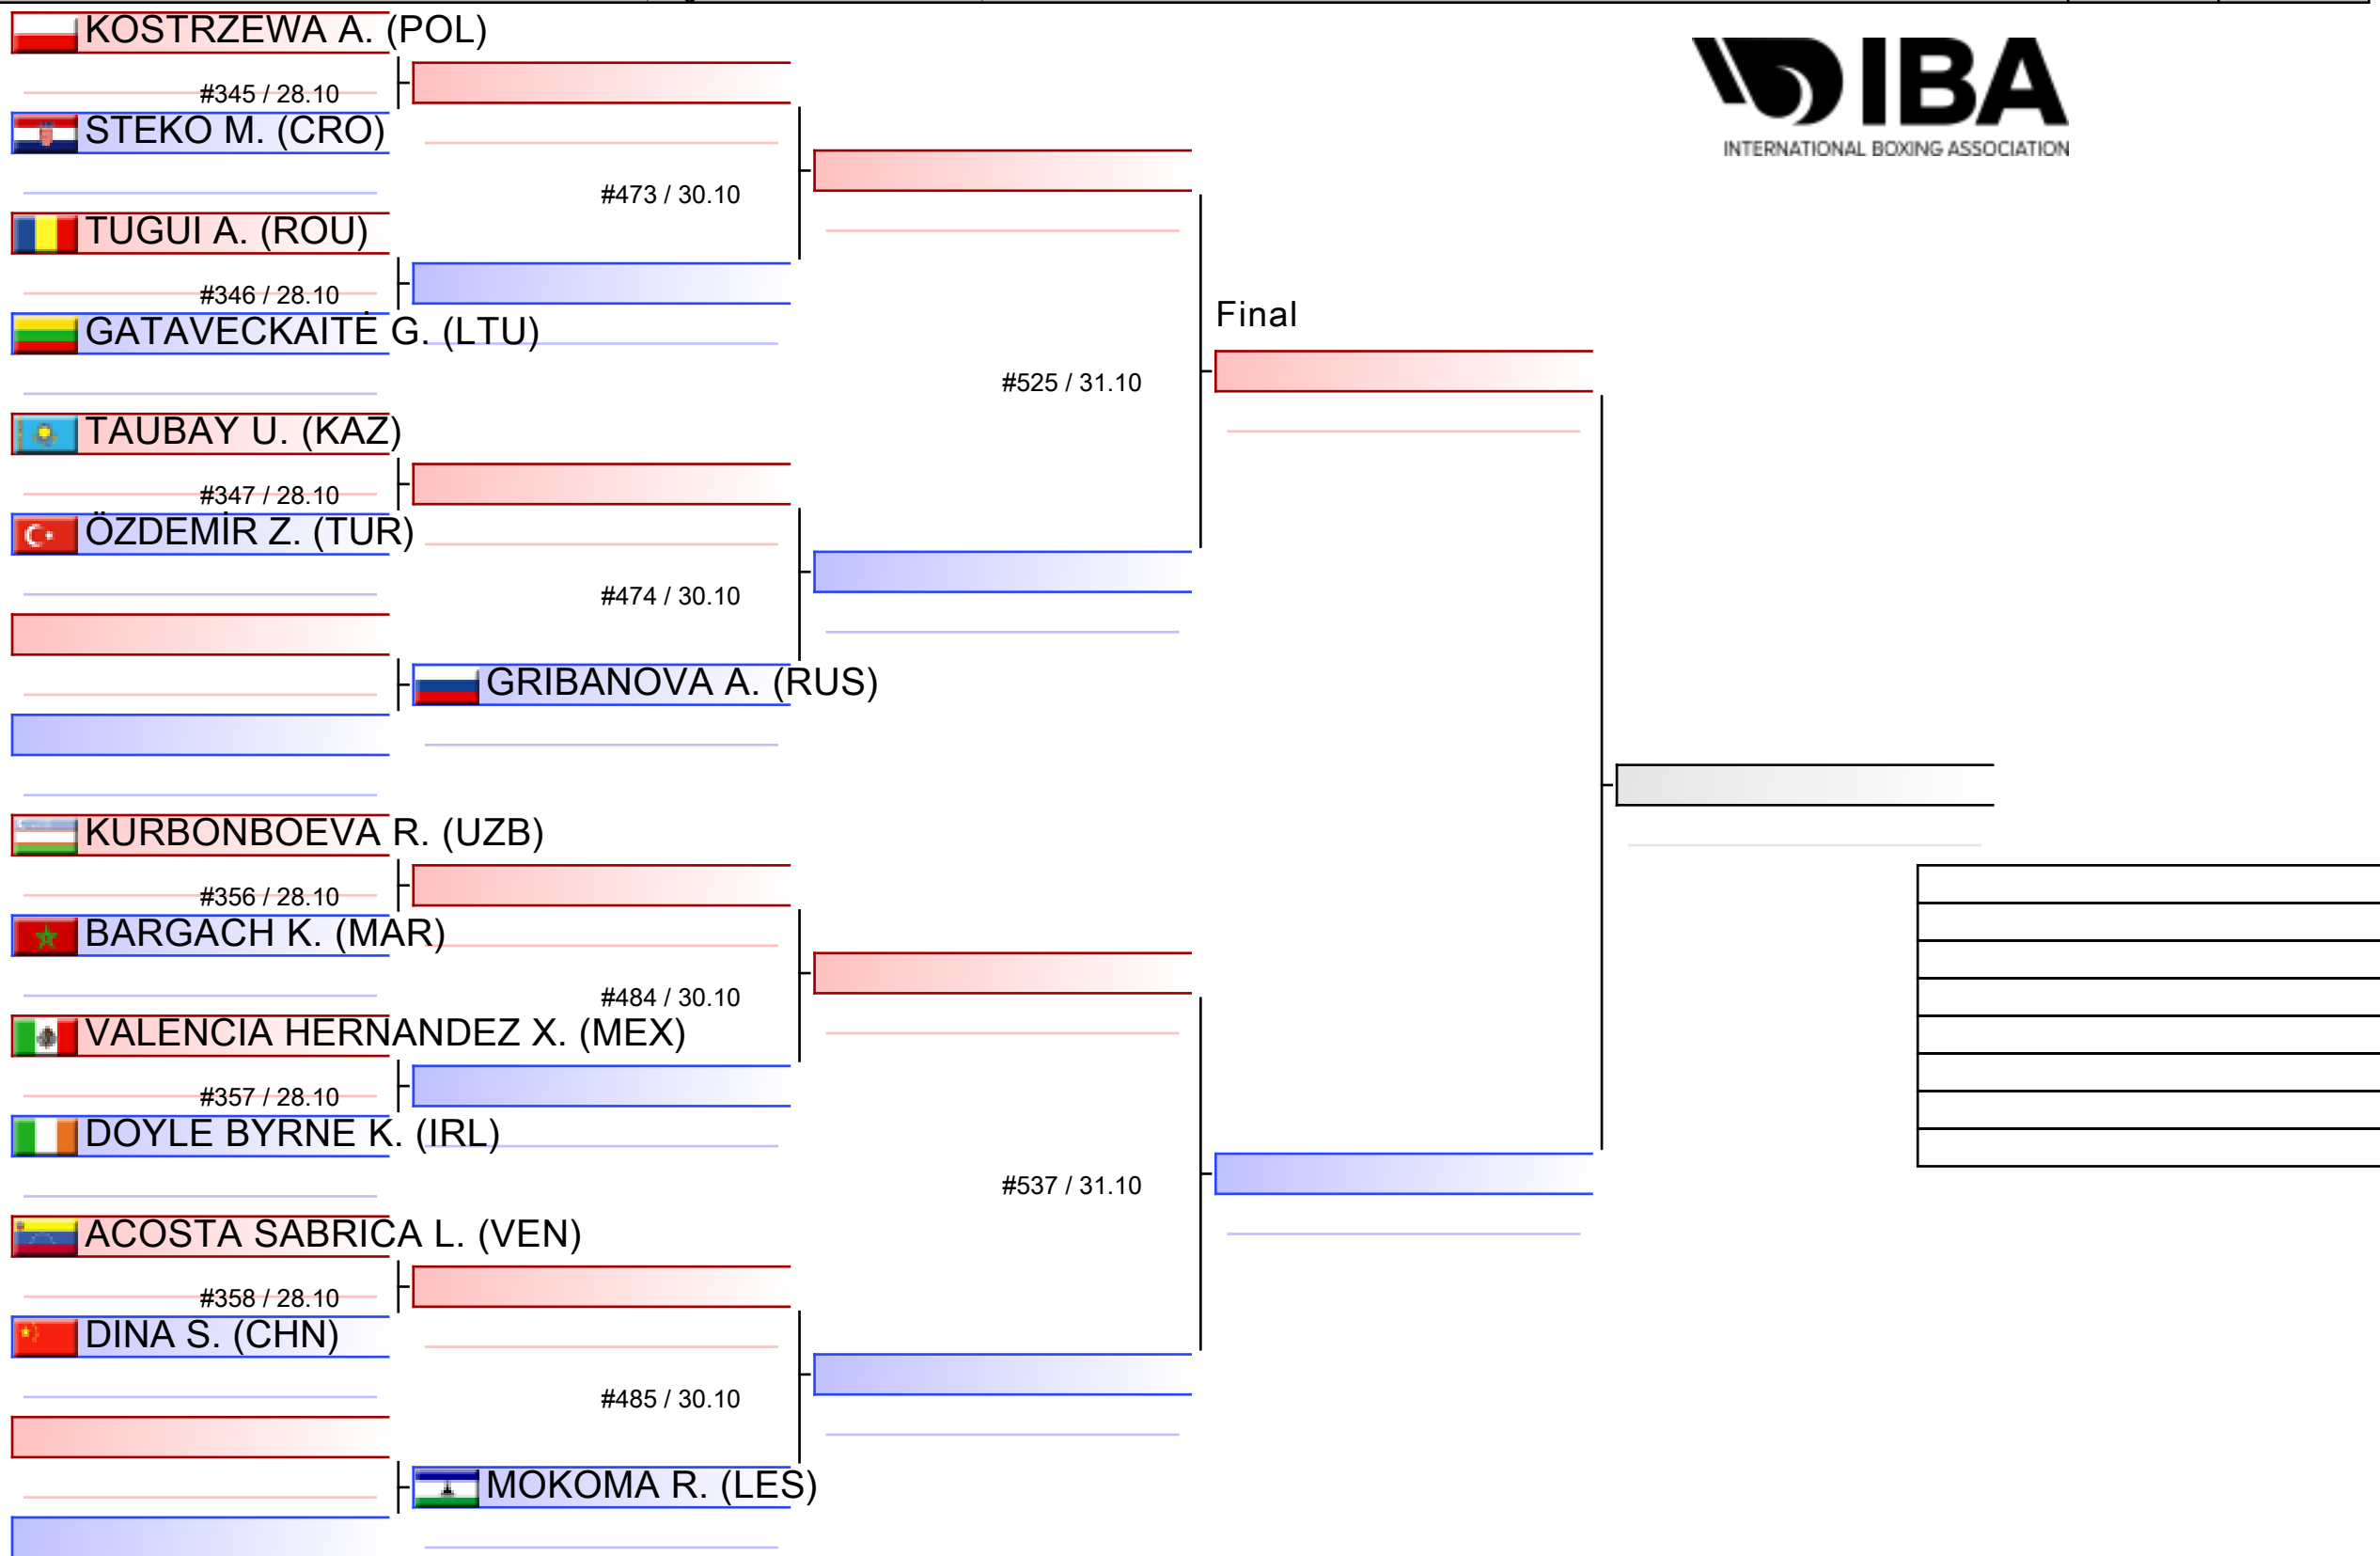 KOSTRZEWA A. (POL)
#345 / 28.10
STEKO M. (CRO)
#473 / 30.10
TUGUI A. (ROU)
#346 / 28.10
GATAVECKAITĖ G. (LTU)
#525 / 31.10
TAUBAY U. (KAZ)
#347 / 28.10
ÖZDEMİR Z. (TUR)
#474 / 30.10
GRIBANOVA A. (RUS)
KURBONBOEVA R. (UZB)
#356 / 28.10
BARGACH K. (MAR)
#484 / 30.10
VALENCIA HERNANDEZ X. (MEX)
#357 / 28.10
DOYLE BYRNE K. (IRL)
#537 / 31.10
ACOSTA SABRICA L. (VEN)
#358 / 28.10
DINA S. (CHN)
#485 / 30.10
MOKOMA R. (LES)
Final
IBA
INTERNATIONAL BOXING ASSOCIATION